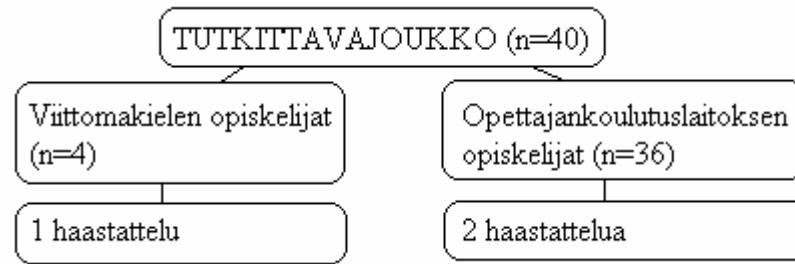 TUTKITTAVAJOUKKO (n=40)
Viittomakielen opiskelijat
(n=4)
Opettajankoulutuslaitoksen
opiskelijat (n=36)
1 haastattelu
2 haastattelua